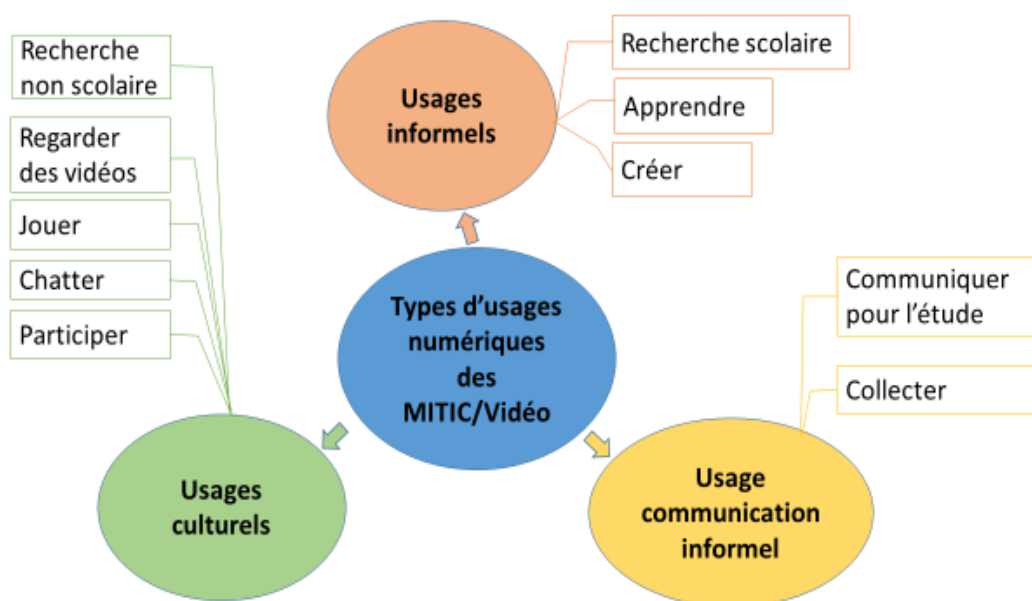 Recherche
non scolaire
Regarder
des vidéos
Jouer
Chatter
Participer
Usages
informels
Recherche scolaire
Apprendre
Créer
Types d'usages
numériques
des
MITIC/Vidéo
Communiquer
pour l'étude
Collecter
Usages
culturels
Usage
communication
informel